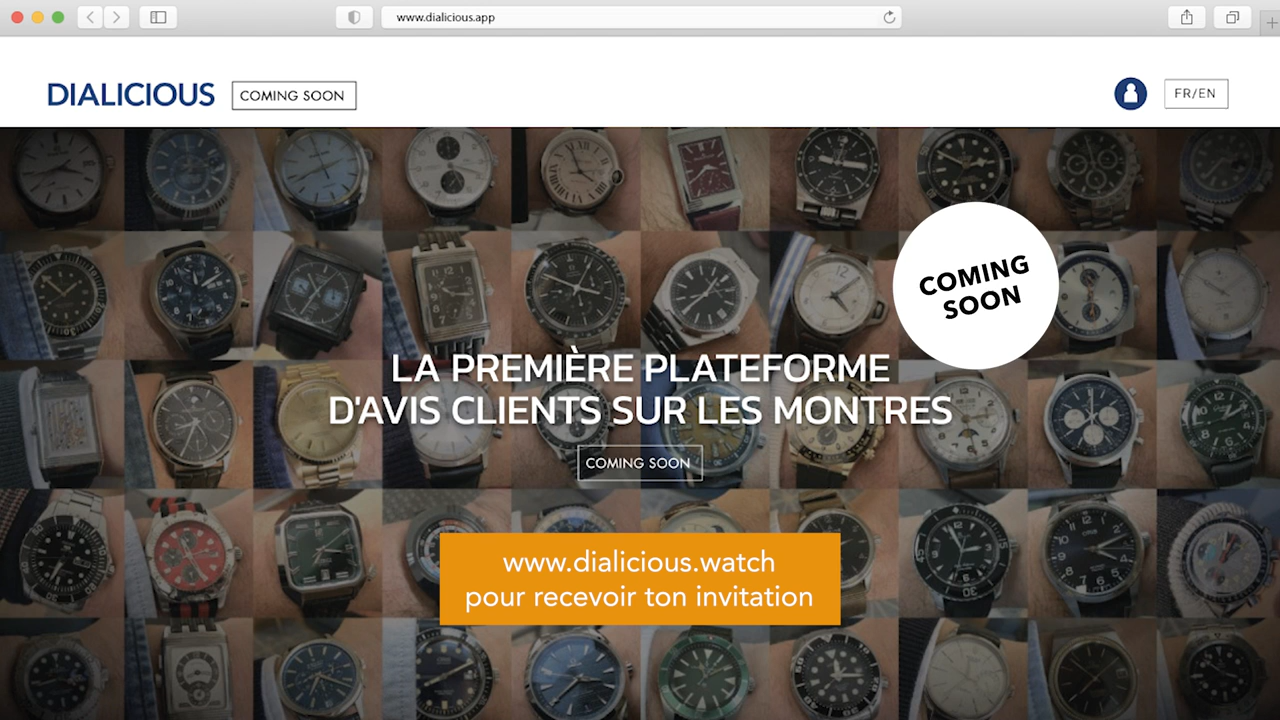 www.dialicious.app
DIALICIOUS
COMING SOON
FR/EN
COMING
SOON
LA PREMIÈRE PLATEFORME
D'AVIS CLIENTS SUR LES MONTRES
COMING SOON
www.dialicious.watch
pour recevoir ton invitation